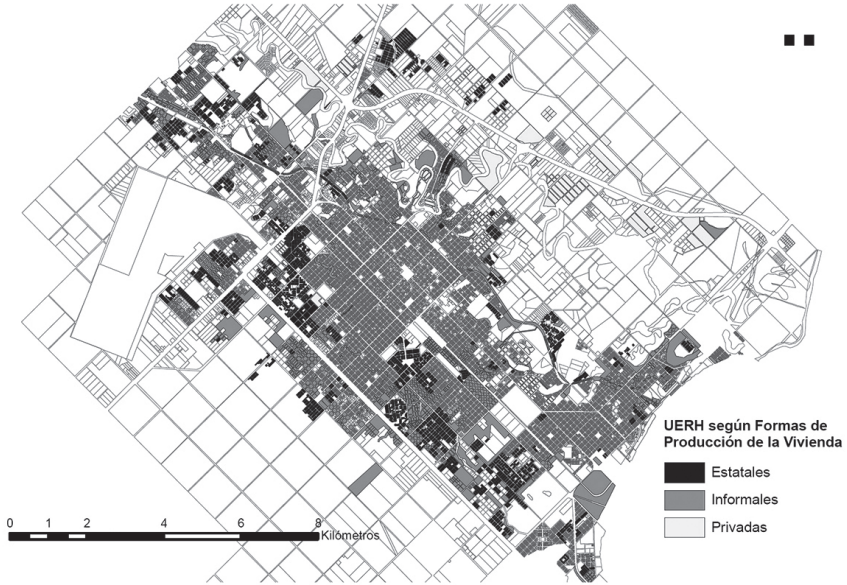 UERH según Formas de
Producción de la Vivienda
Estatales
Informales
Privadas
0 1 2 4 6 8
Kilómetros